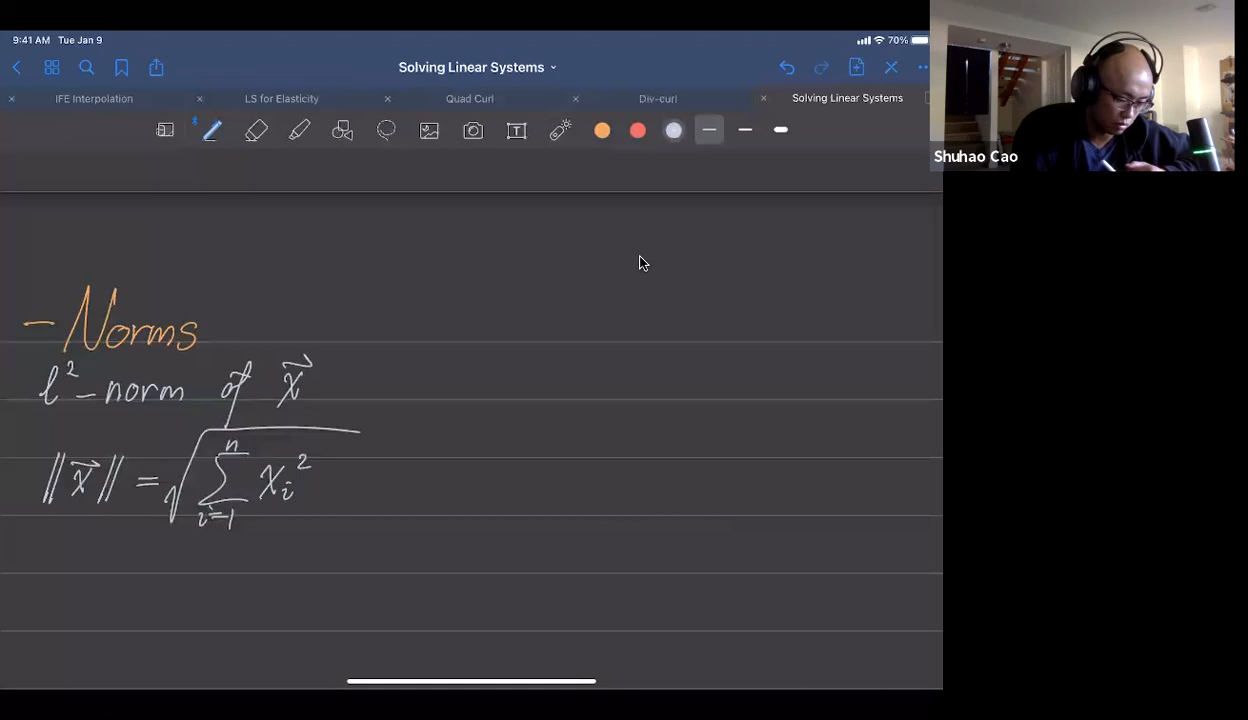 9:41 AM Tue Jan 9
70%
Solving Linear Systems
IFE Interpolation
LS for Elasticity
Quad Curl
Div-curl
Solving Linear Systems
Shuhao Cao
- Norms
l² - norm of x⃗
‖x⃗‖ = √(∑_{i=1}^{n} x_i²)